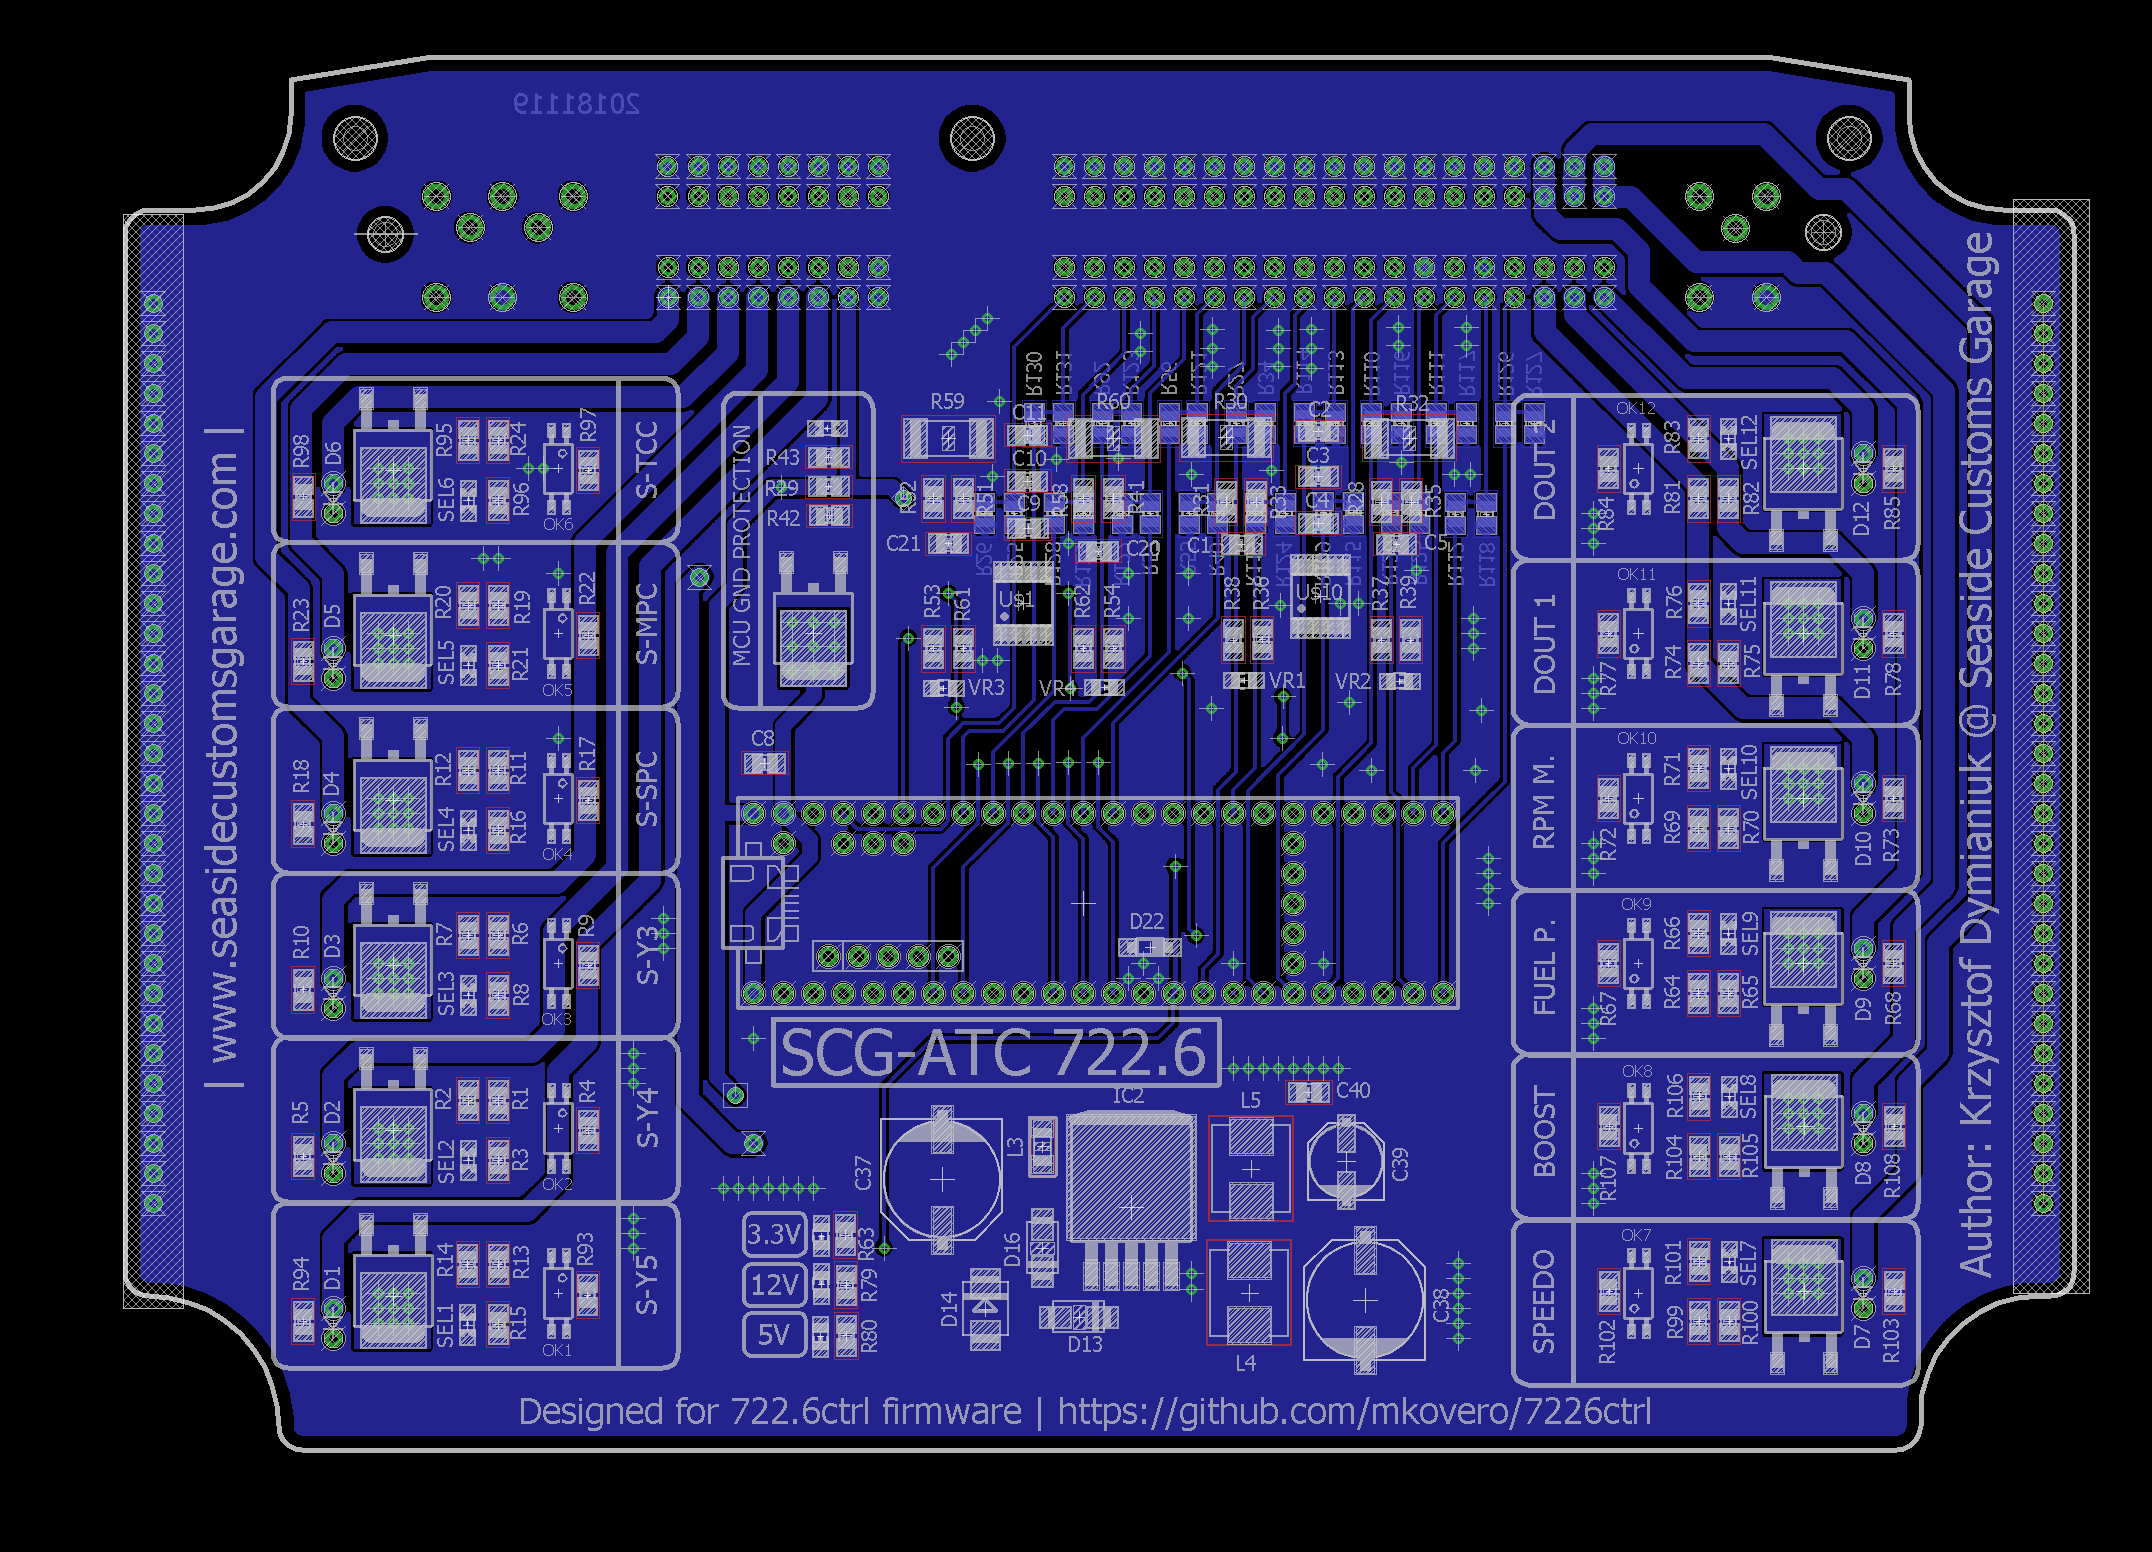 20181119
R59
C11
R60
R30
C2
R32
R43
R29
R42
MCU GND PROTECTION
C10
C3
C4
R51
R41
R28
R35
C21
C20
C1
C5
R53
R61
R62
R54
R38
R36
R37
R39
VR3
VR4
VR1
VR2
C8
R98
D6
R95
R24
R97
SEL6
R96
OK6
S-TCC
R23
D5
R20
R19
R22
SEL5
R21
OK5
S-MPC
R18
D4
R12
R11
R17
SEL4
R16
OK4
S-SPC
R10
D3
R7
R6
R9
SEL3
R8
OK3
S-Y3
R5
D2
R2
R1
R4
SEL2
R3
OK2
S-Y4
R94
D1
R14
R13
R93
SEL1
R15
OK1
S-Y5
OK12
R83
SEL12
R84
R81
R82
D12
R85
OK11
DOUT 1
R76
SEL11
R77
R74
R75
D11
R78
OK10
RPM M.
R71
SEL10
R72
R69
R70
D10
R73
OK9
FUEL P.
R66
SEL9
R67
R64
R65
D9
R68
OK8
BOOST
R106
SEL8
R107
R104
R105
D8
R108
OK7
SPEEDO
R101
SEL7
R102
R99
R100
D7
R103
D22
SCG-ATC 722.6
IC2
L5
C40
L3
C37
C39
D16
D14
D13
L4
C38
3.3V
R63
12V
R79
5V
R80
| www.seasidecustomsgarage.com |
Author: Krzysztof Dymianiuk @ Seaside Customs Garage
Designed for 722.6ctrl firmware | https://github.com/mkovero/7226ctrl